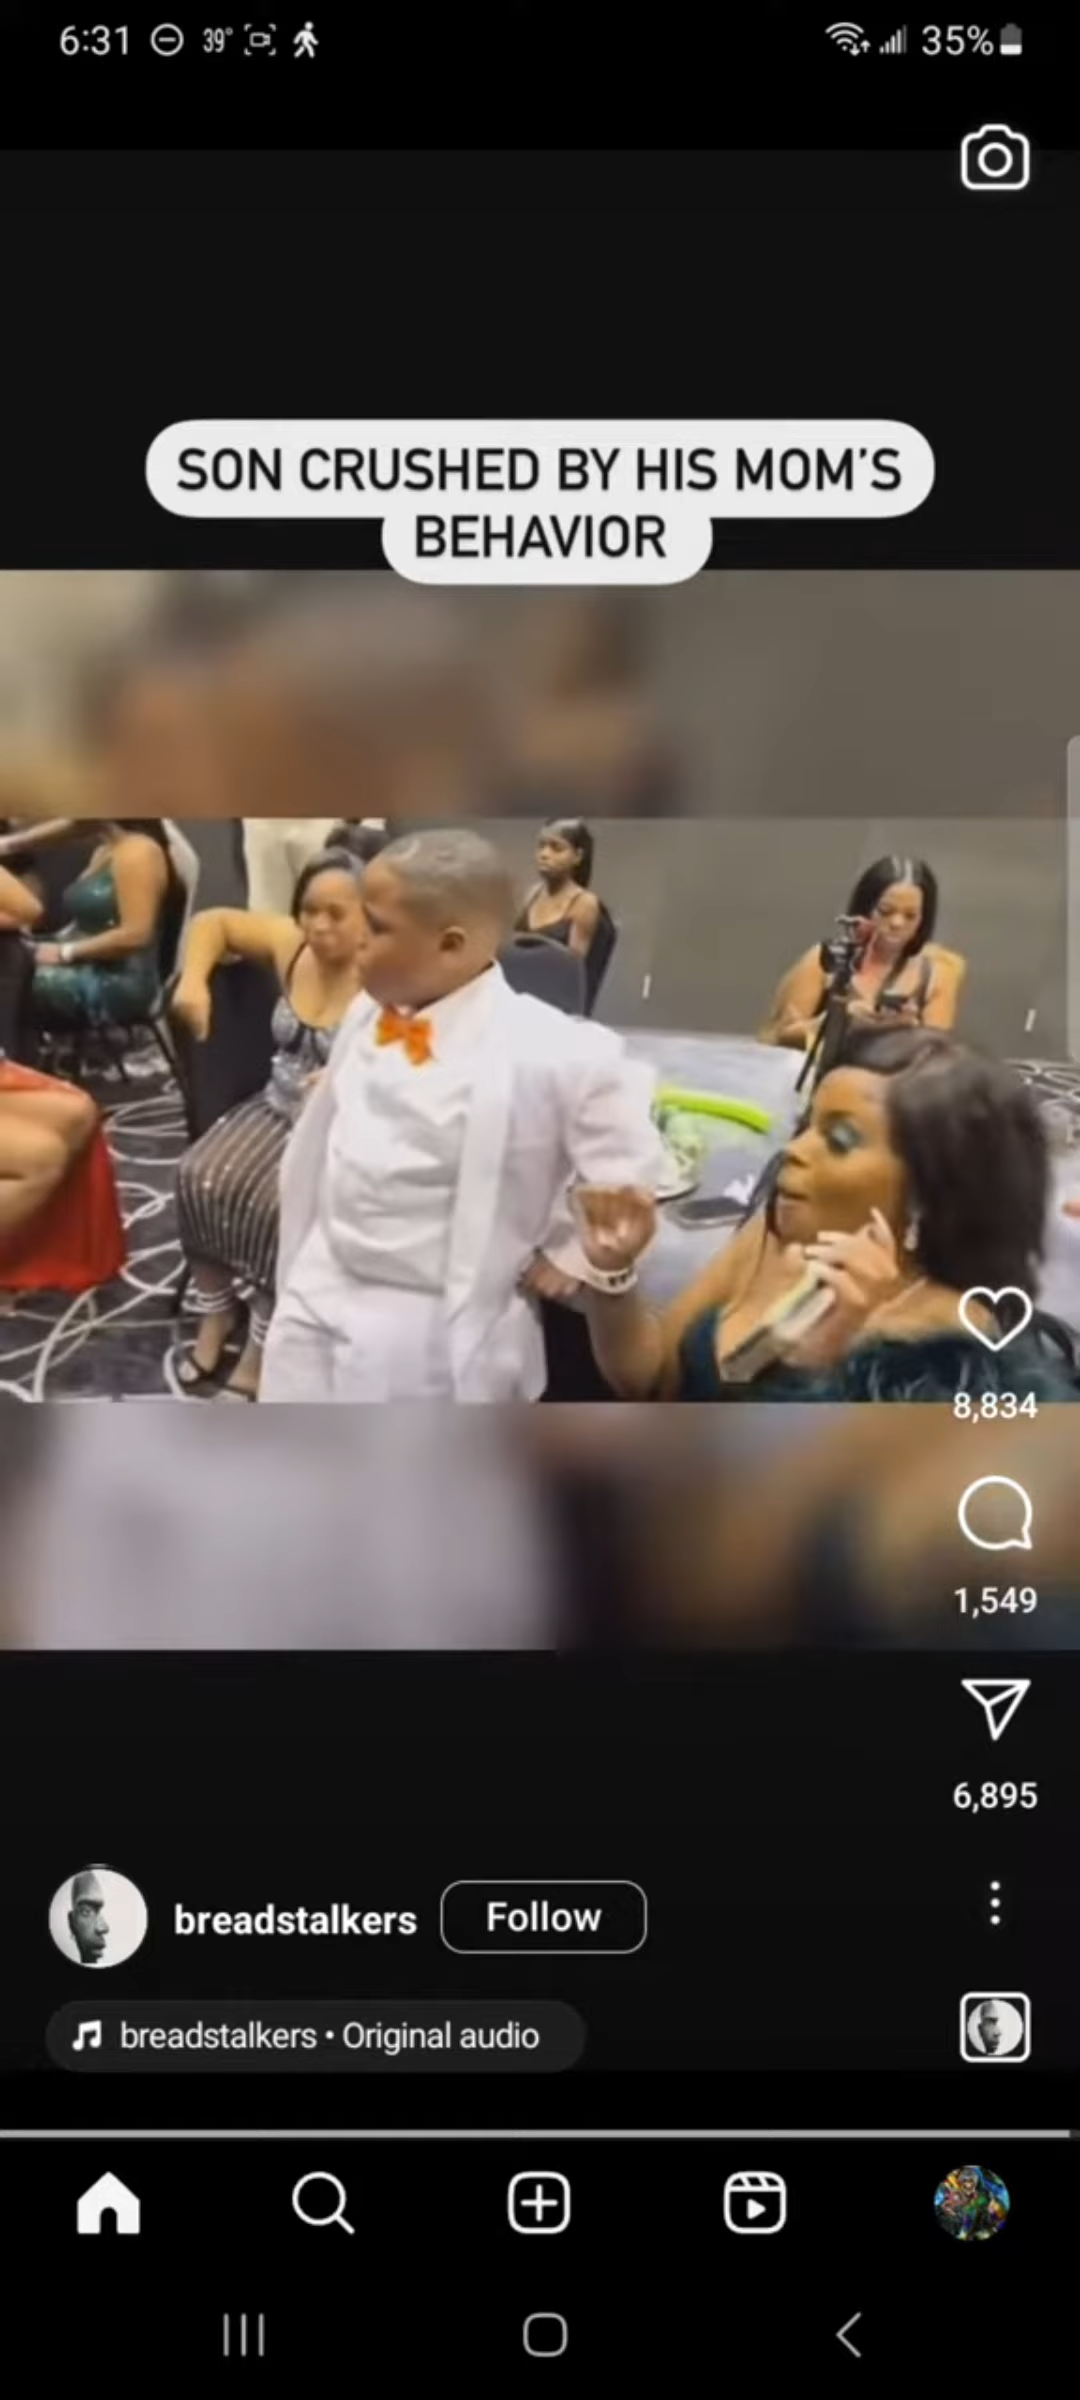 6:31 39° 35%
SON CRUSHED BY HIS MOM'S
BEHAVIOR
8,834
1,549
6,895
breadstalkers Follow
breadstalkers • Original audio